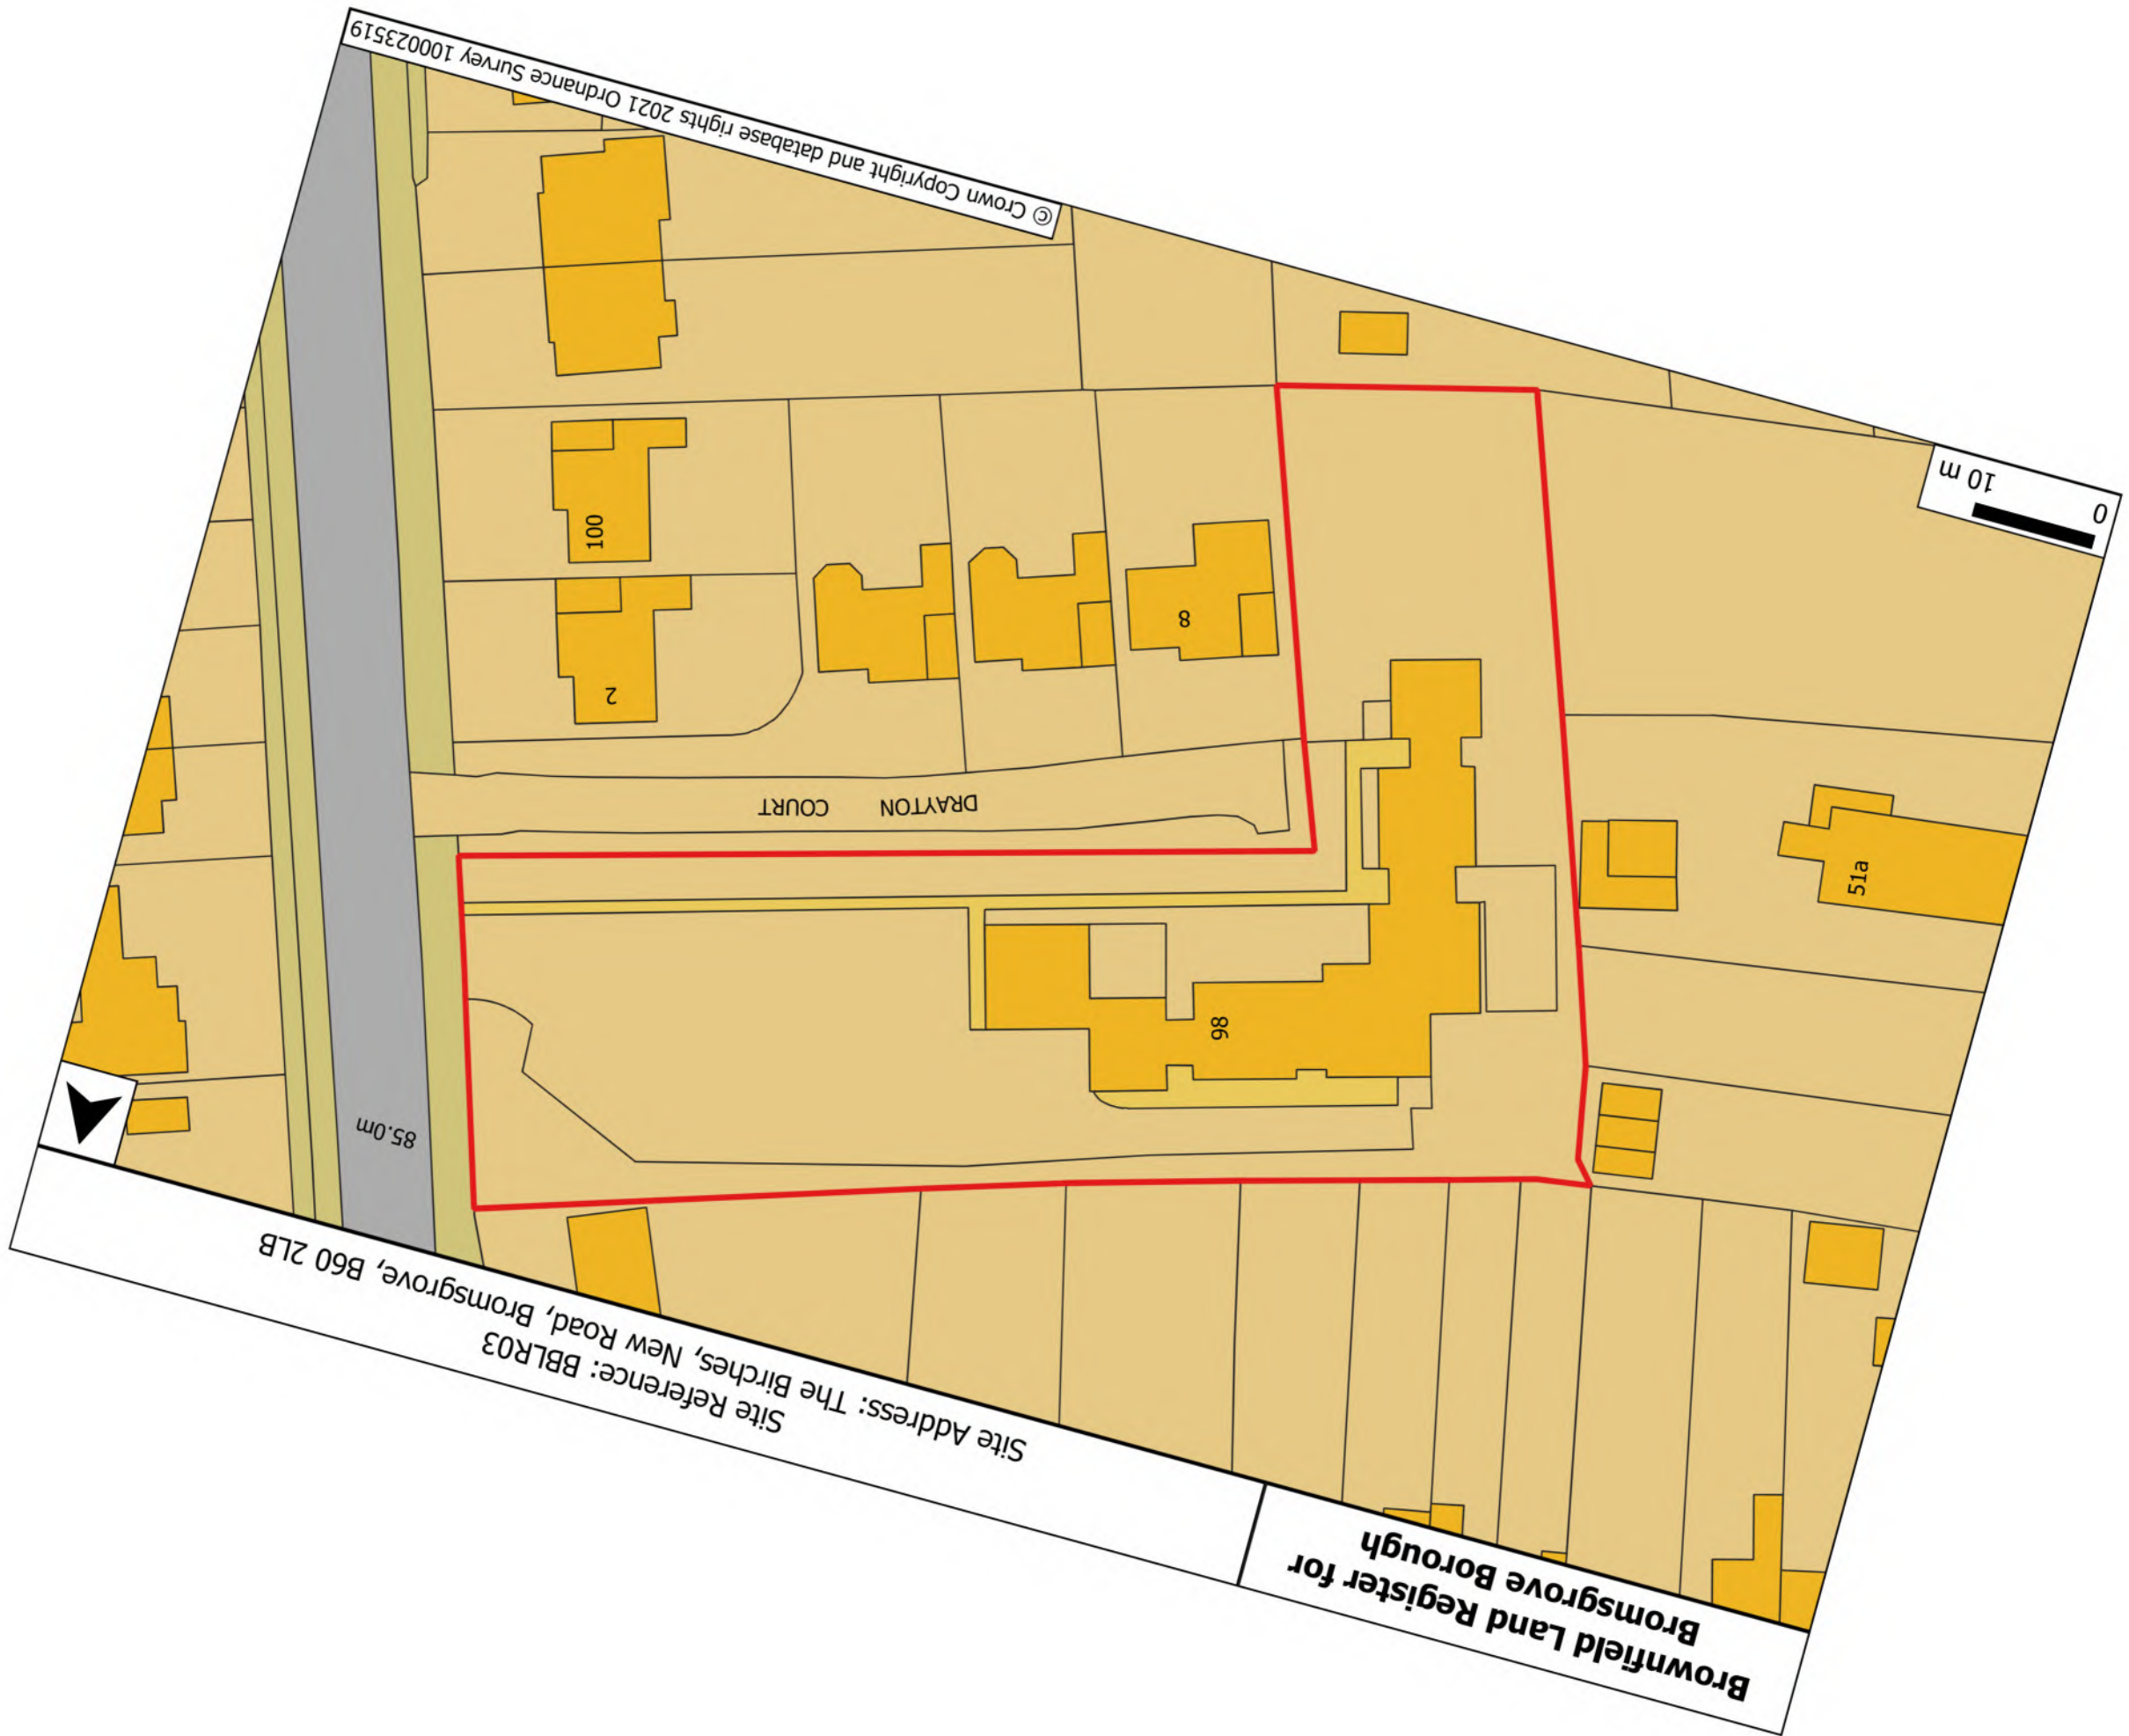 Brownfield Land Register for
Bromsgrove Borough
Site Reference: BBLR03
Site Address: The Birches, New Road, Bromsgrove, B60 2LB
85.0m
98
51a
DRAYTON COURT
2
8
100
0
10 m
© Crown Copyright and database rights 2021 Ordnance Survey 100023519